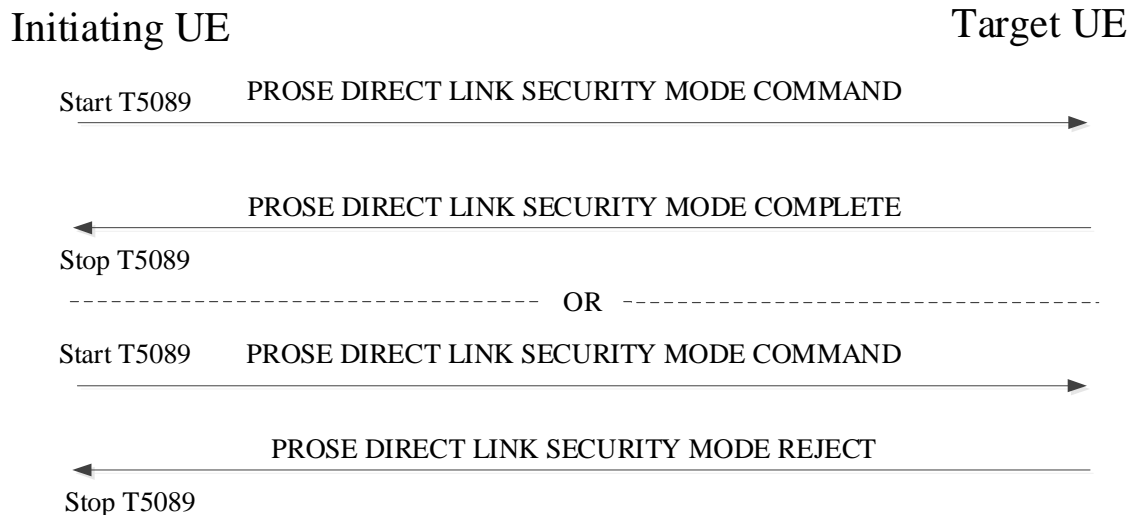 Initiating UE
Target UE
Start T5089
PROSE DIRECT LINK SECURITY MODE COMMAND
PROSE DIRECT LINK SECURITY MODE COMPLETE
Stop T5089
OR
Start T5089
PROSE DIRECT LINK SECURITY MODE COMMAND
PROSE DIRECT LINK SECURITY MODE REJECT
Stop T5089